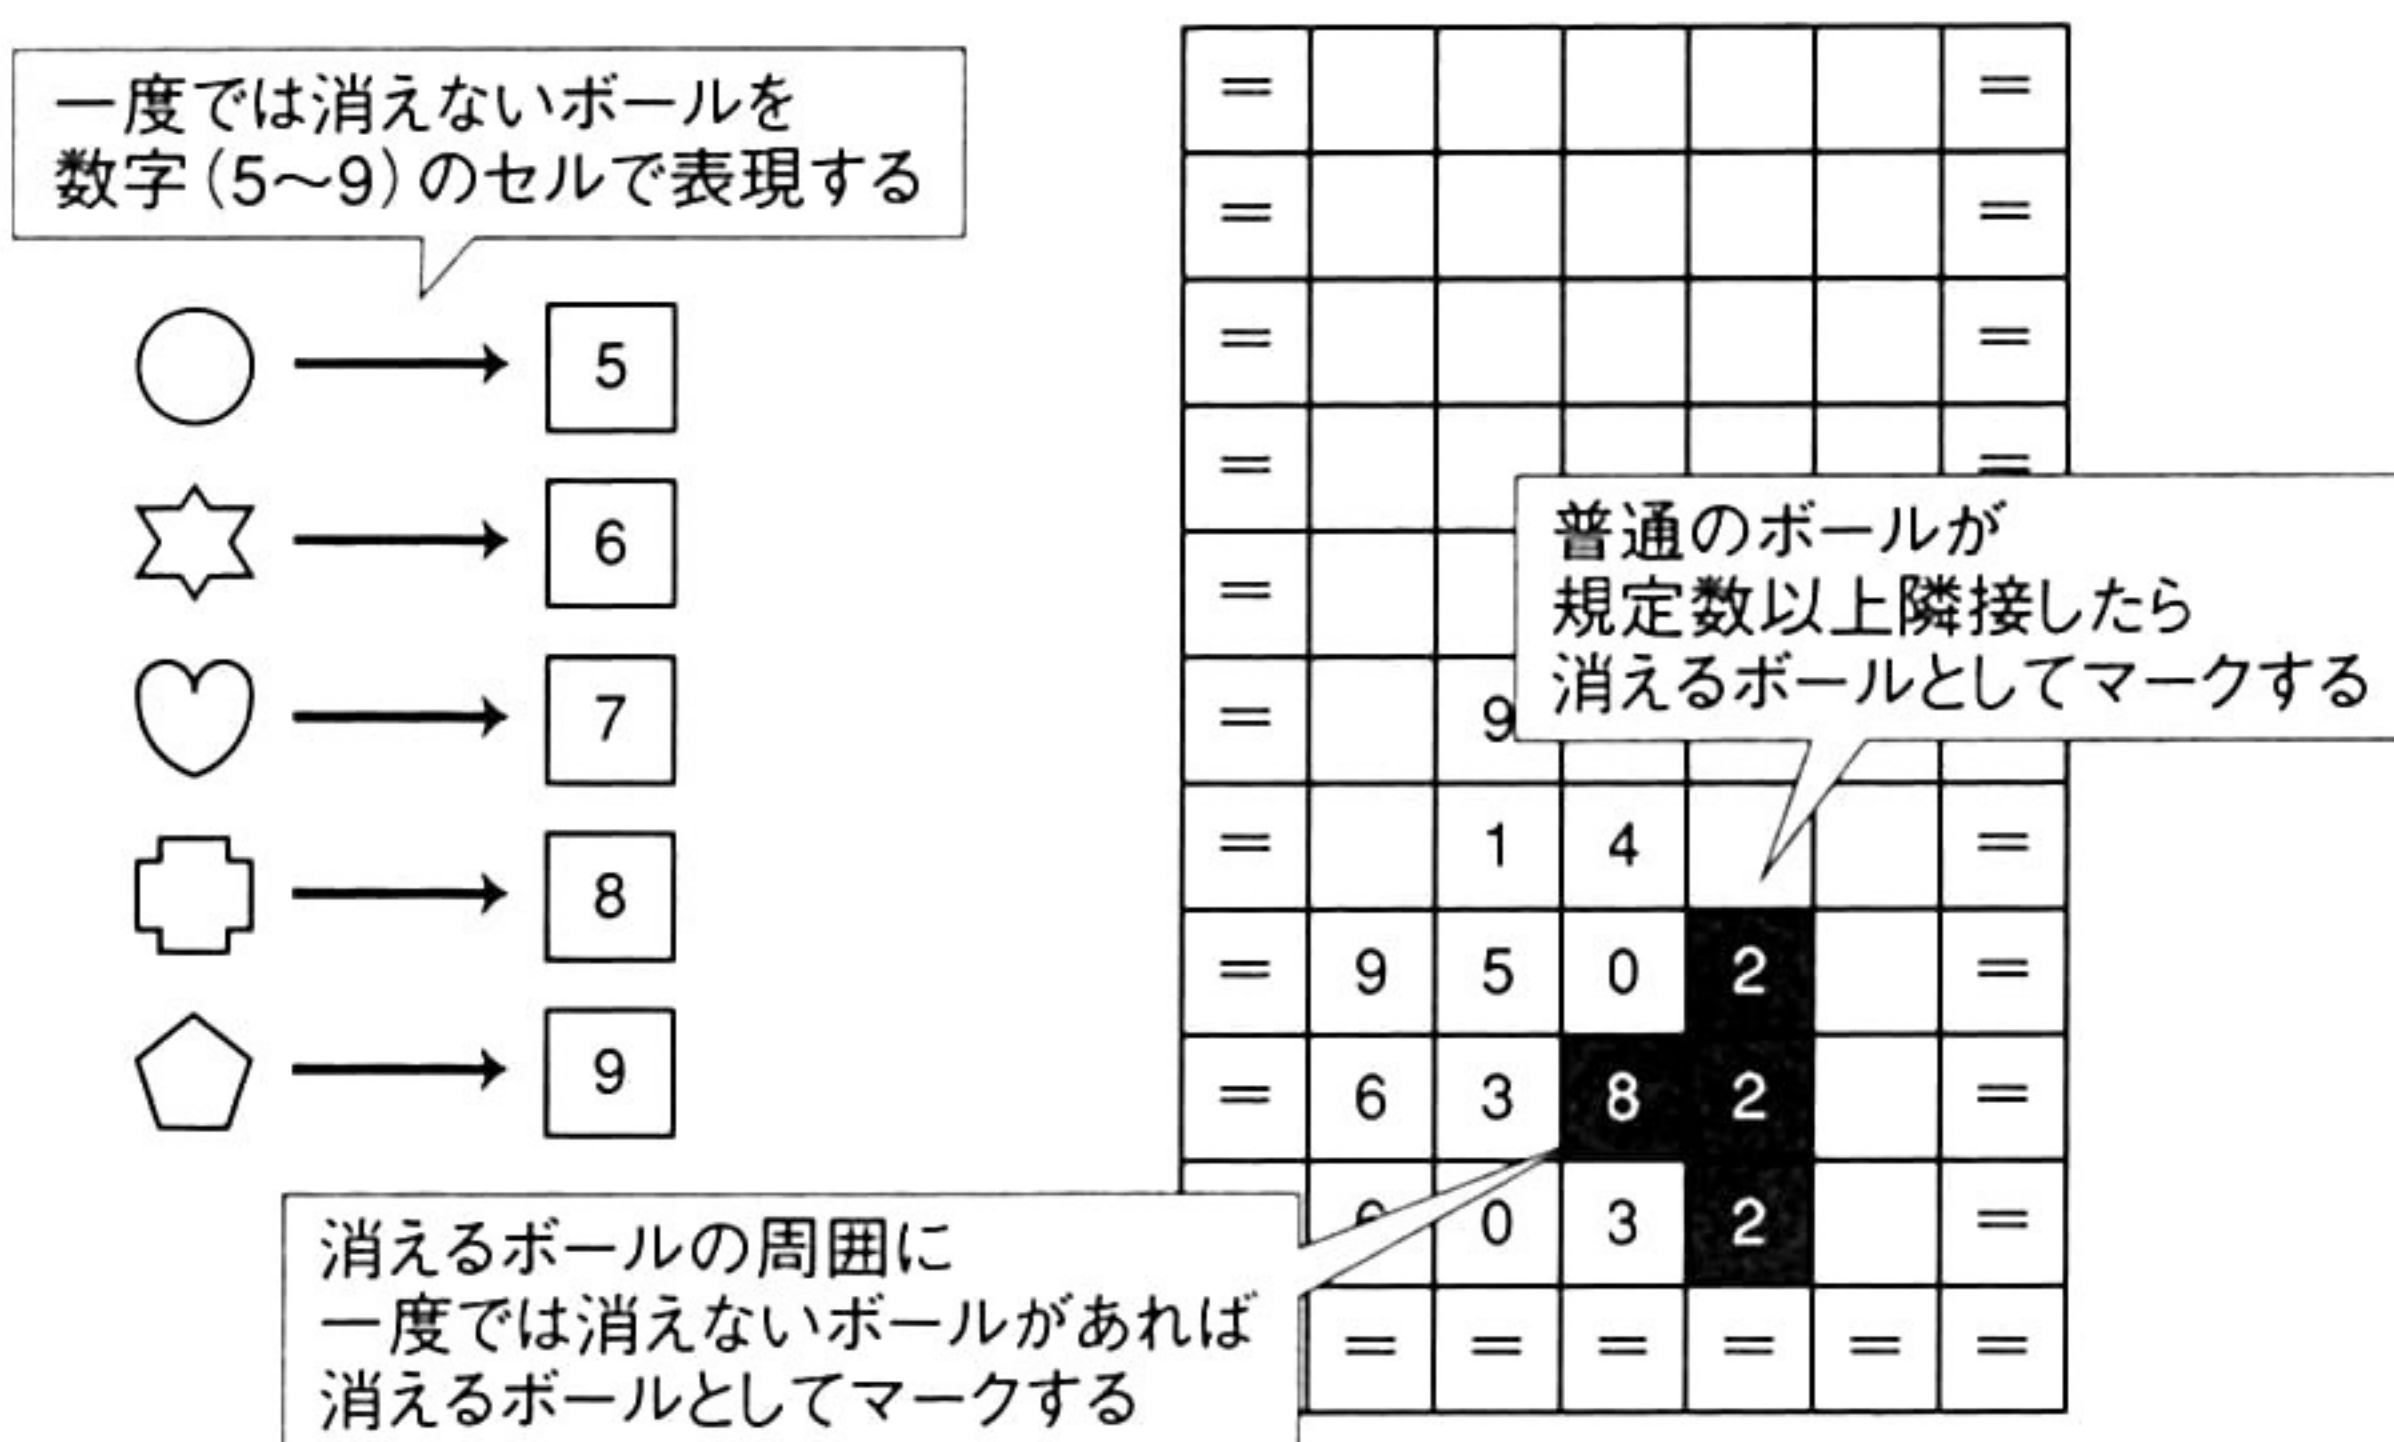 一度では消えないボールを
数字(5〜9)のセルで表現する
5
6
7
8
9
= =
= =
= =
= =
=
普通のボールが
規定数以上隣接したら
消えるボールとしてマークする
= 9
= 1 4 =
= 9 5 0 2 =
= 6 3 8 2 =
0 3 2 =
= = = = = =
消えるボールの周囲に
一度では消えないボールがあれば
消えるボールとしてマークする